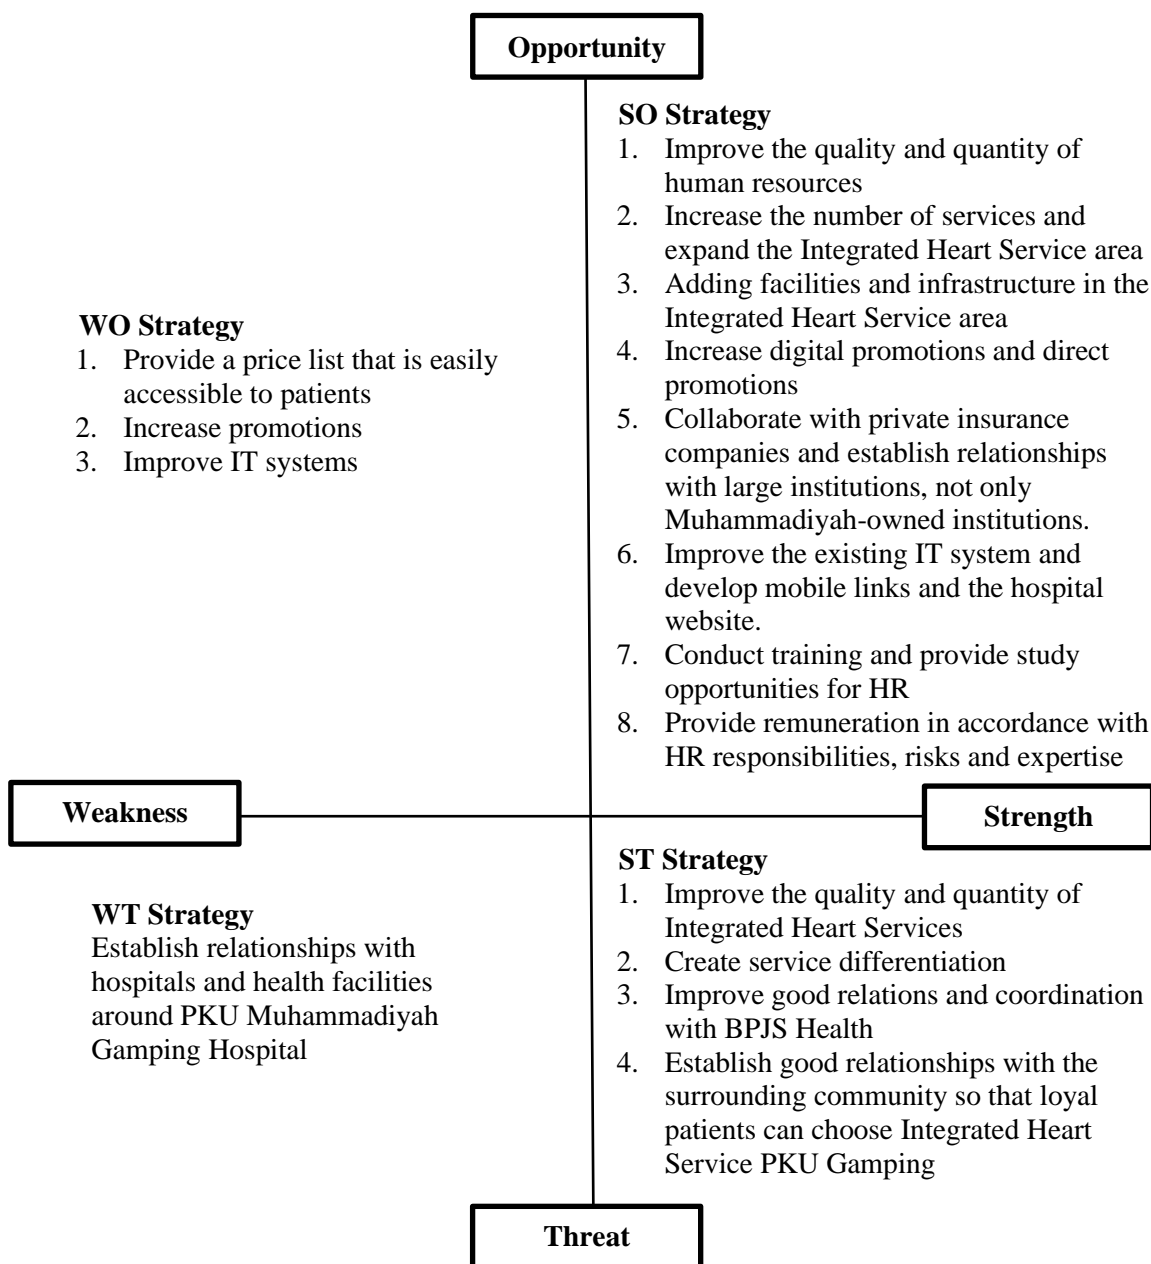 Opportunity
SO Strategy
1. Improve the quality and quantity of
human resources
2. Increase the number of services and
expand the Integrated Heart Service area
3. Adding facilities and infrastructure in the
Integrated Heart Service area
4. Increase digital promotions and direct
promotions
5. Collaborate with private insurance
companies and establish relationships
with large institutions, not only
Muhammadiyah-owned institutions.
6. Improve the existing IT system and
develop mobile links and the hospital
website.
7. Conduct training and provide study
opportunities for HR
8. Provide remuneration in accordance with
HR responsibilities, risks and expertise
WO Strategy
1. Provide a price list that is easily
accessible to patients
2. Increase promotions
3. Improve IT systems
Weakness
Strength
WT Strategy
Establish relationships with
hospitals and health facilities
around PKU Muhammadiyah
Gamping Hospital
ST Strategy
1. Improve the quality and quantity of
Integrated Heart Services
2. Create service differentiation
3. Improve good relations and coordination
with BPJS Health
4. Establish good relationships with the
surrounding community so that loyal
patients can choose Integrated Heart
Service PKU Gamping
Threat